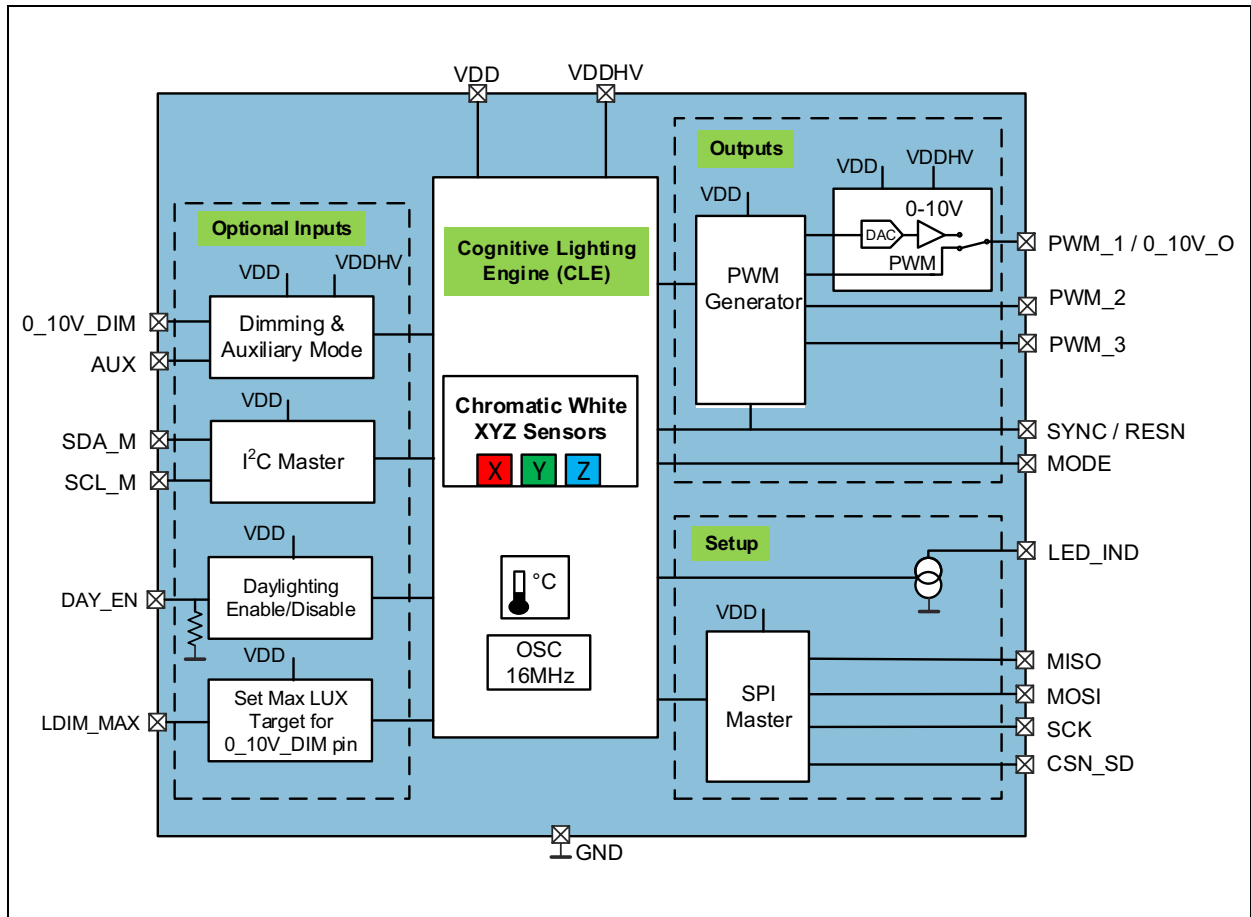 VDD
VDDHV
Optional Inputs
VDD
VDDHV
0_10V_DIM
AUX
Dimming &
Auxiliary Mode
VDD
SDA_M
SCL_M
I²C Master
VDD
DAY_EN
Daylighting
Enable/Disable
VDD
LDIM_MAX
Set Max LUX
Target for
0_10V_DIM pin
Cognitive Lighting
Engine (CLE)
Chromatic White
XYZ Sensors
X Y Z
°C
OSC
16MHz
Outputs
VDD
PWM
Generator
VDD
VDDHV
0-10V
DAC
PWM
PWM_1 / 0_10V_O
PWM_2
PWM_3
SYNC / RESN
MODE
Setup
LED_IND
VDD
SPI
Master
MISO
MOSI
SCK
CSN_SD
GND